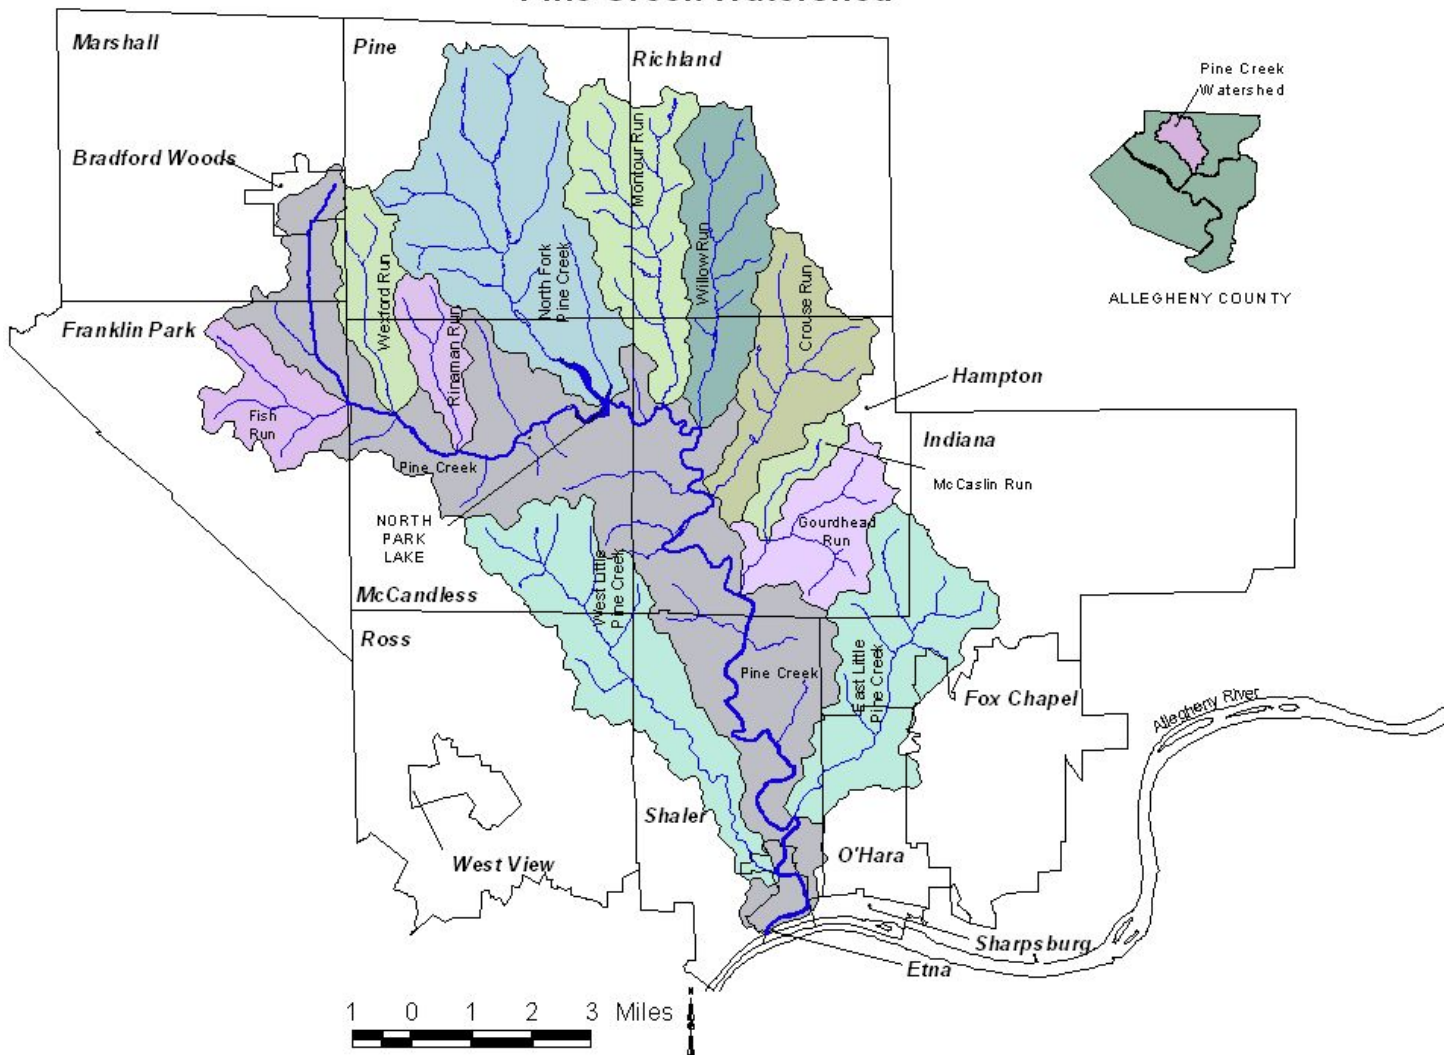 Pine Creek Watershed
Marshall
Pine
Richland
Pine Creek
Watershed
Bradford Woods
Montour Run
Willow Run
North Fork
Pine Creek
Wexford Run
Rinaman Run
Crouse Run
ALLEGHENY COUNTY
Franklin Park
Hampton
Fish
Run
Indiana
Pine Creek
McCaslin Run
NORTH
PARK
LAKE
Gourdhead
Run
West Little
Pine Creek
McCandless
Ross
Pine Creek
East Little
Pine Creek
Fox Chapel
Allegheny River
Shaler
West View
O'Hara
Sharpsburg
Etna
1 0 1 2 3 Miles